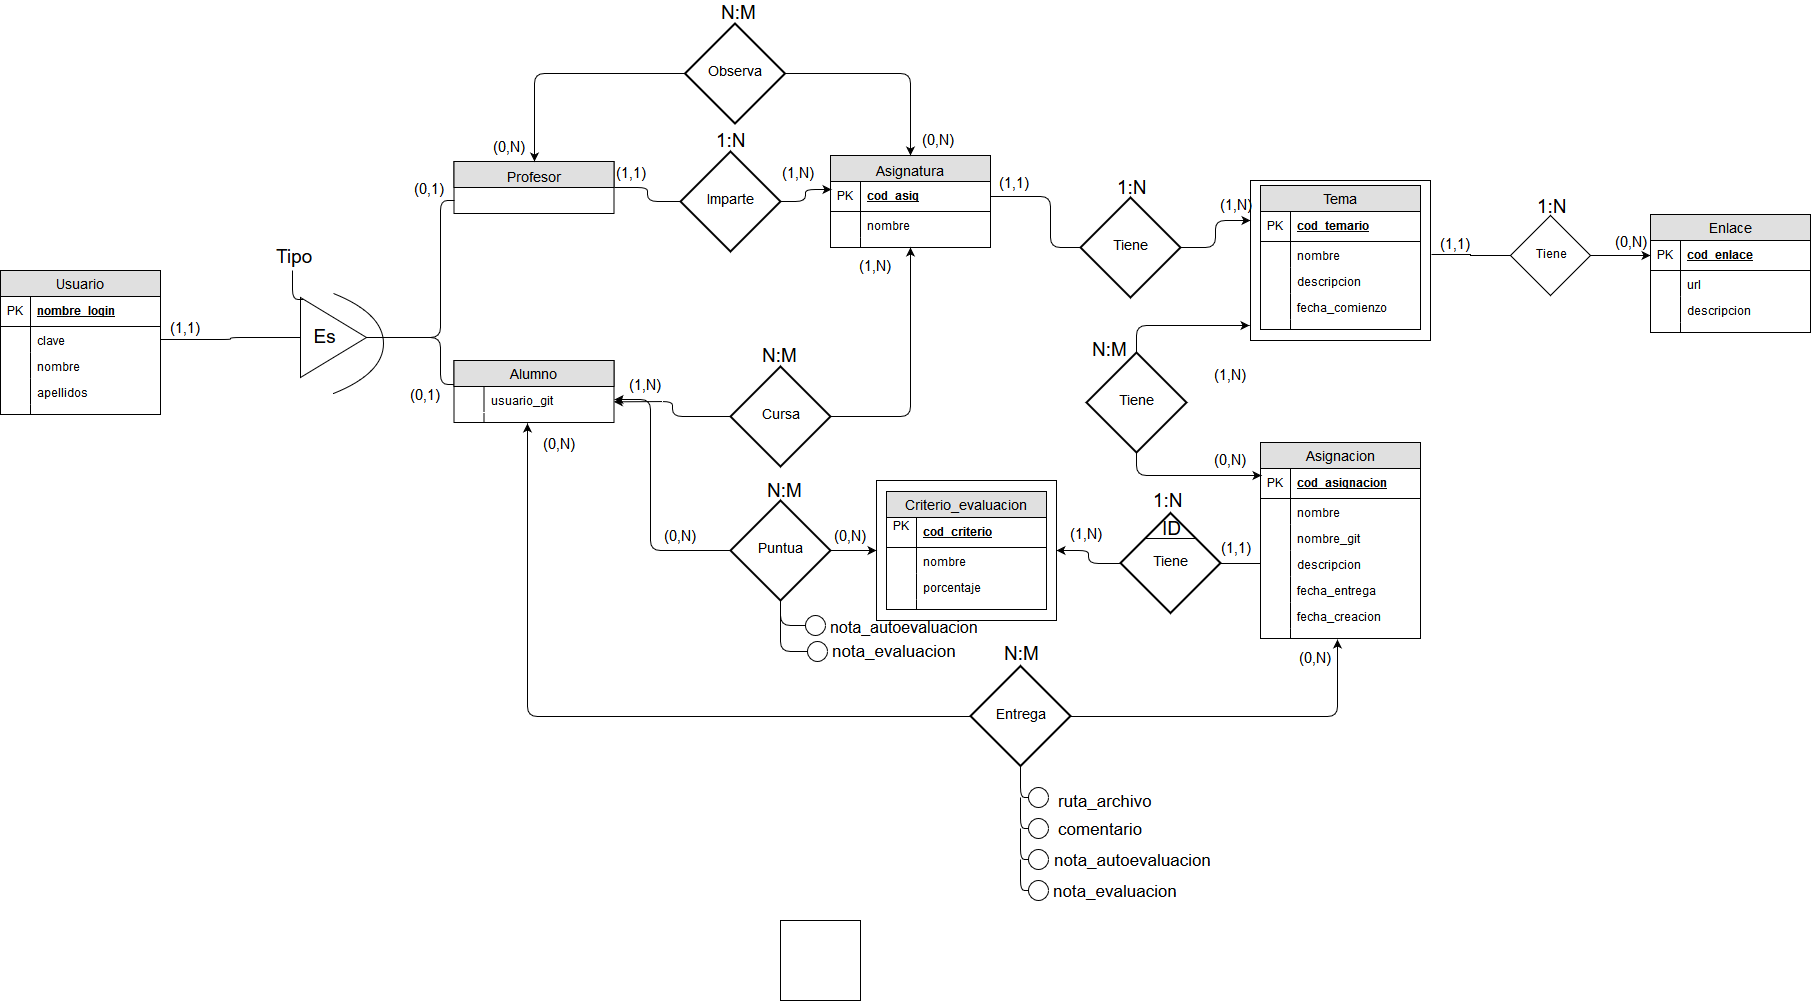 N:M
Observa
(0,N)
(0,N)
1:N
Profesor
(0,1)
(1,1)
Imparte
(1,N)
Asignatura
PK cod_asig
nombre
(1,N)
(1,1)
1:N
Tiene
(1,N)
Tema
PK cod_temario
nombre
descripcion
fecha_comienzo
(1,1)
1:N
Tiene
(0,N)
Enlace
PK cod_enlace
url
descripcion
Tipo
Usuario
PK nombre_login
clave
nombre
apellidos
(1,1)
Es
(0,1)
Alumno
usuario_git
(1,N)
(0,N)
N:M
Cursa
N:M
Tiene
(1,N)
(0,N)
Asignacion
PK cod_asignacion
nombre
nombre_git
descripcion
fecha_entrega
fecha_creacion
N:M
Puntua
(0,N)
(0,N)
nota_autoevaluacion
nota_evaluacion
Criterio_evaluacion
PK cod_criterio
nombre
porcentaje
(1,N)
1:N
ID
Tiene
(1,1)
(0,N)
N:M
Entrega
ruta_archivo
comentario
nota_autoevaluacion
nota_evaluacion